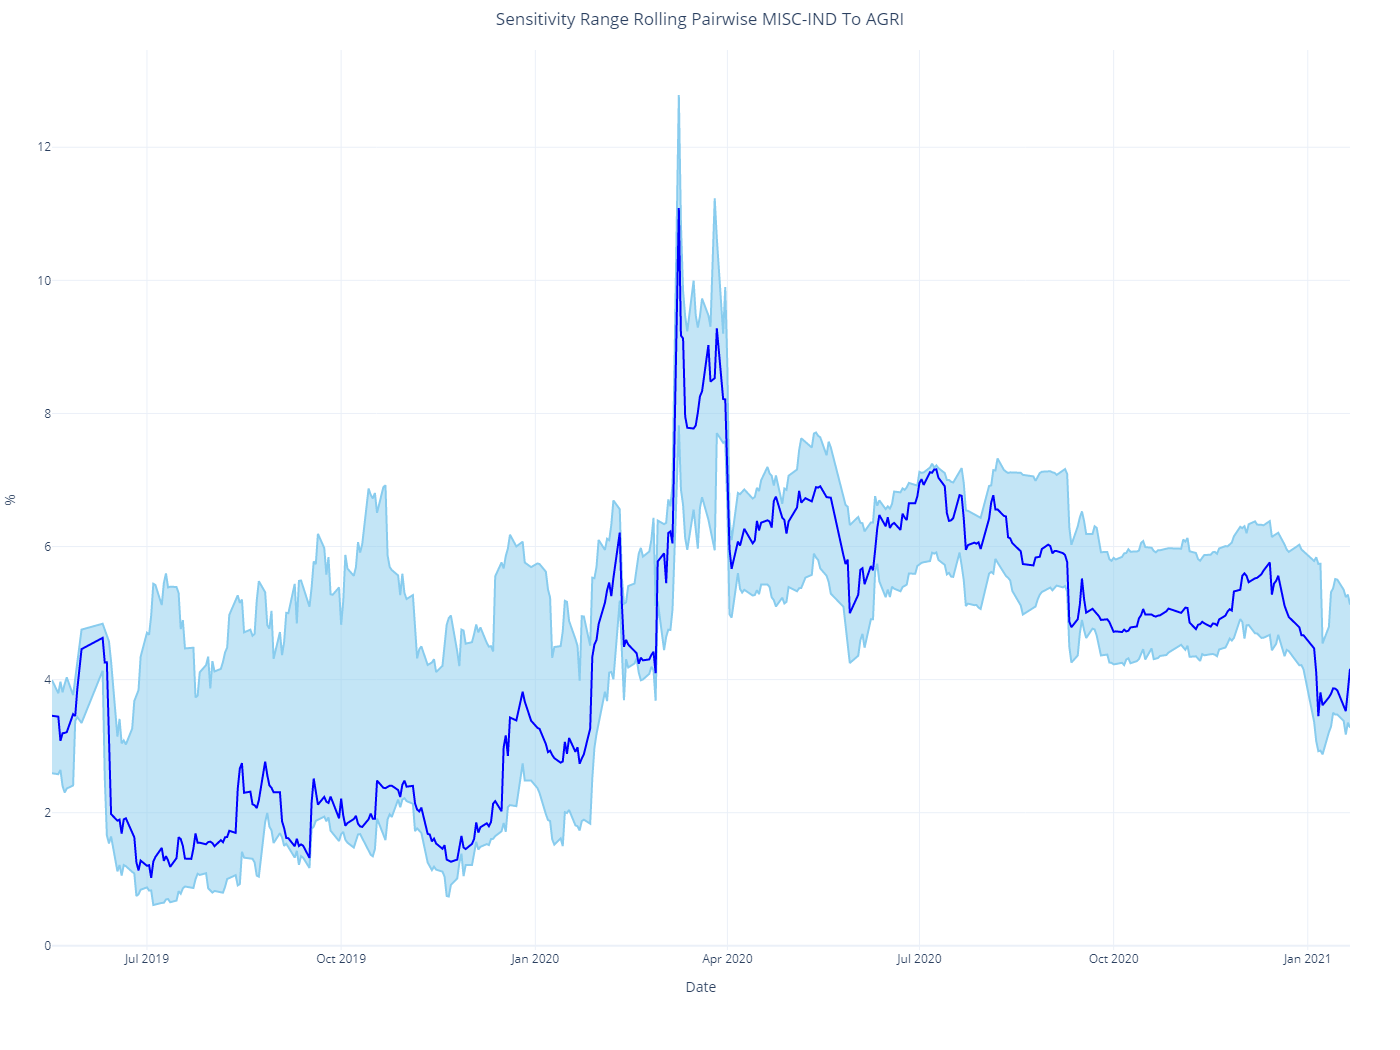 Sensitivity Range Rolling Pairwise MISC-IND To AGRI
%
12
10
8
6
4
2
0
Jul 2019
Oct 2019
Jan 2020
Apr 2020
Jul 2020
Oct 2020
Jan 2021
Date